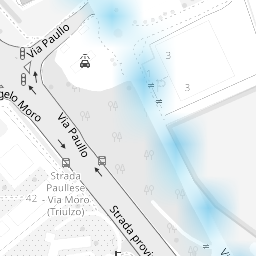 Via Paullo
3
3
gelo Moro
Via Paullo
Strada
Paullese
- Via Moro
(Triulzo)
42
Strada provi